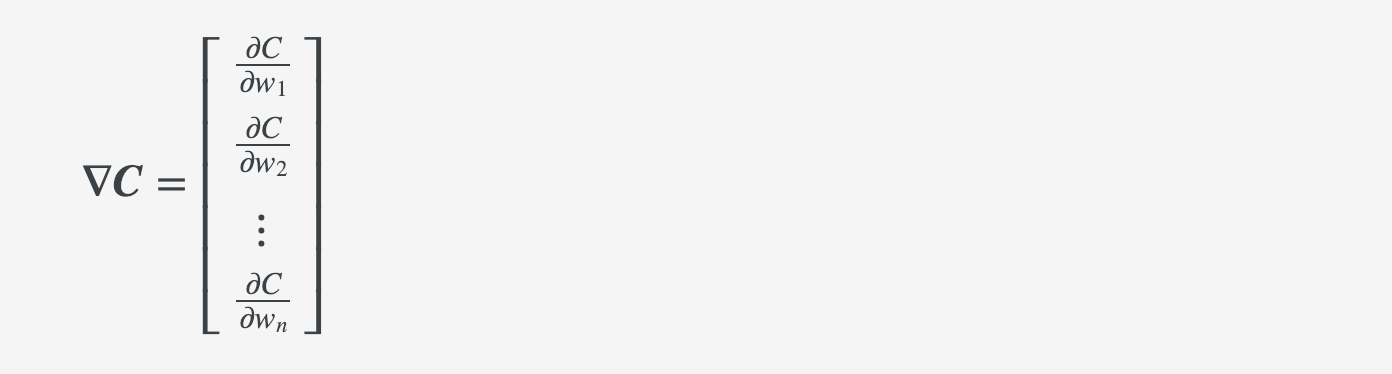 ∇C = [ ∂C/∂w₁
∂C/∂w₂
⋮
∂C/∂wₙ ]